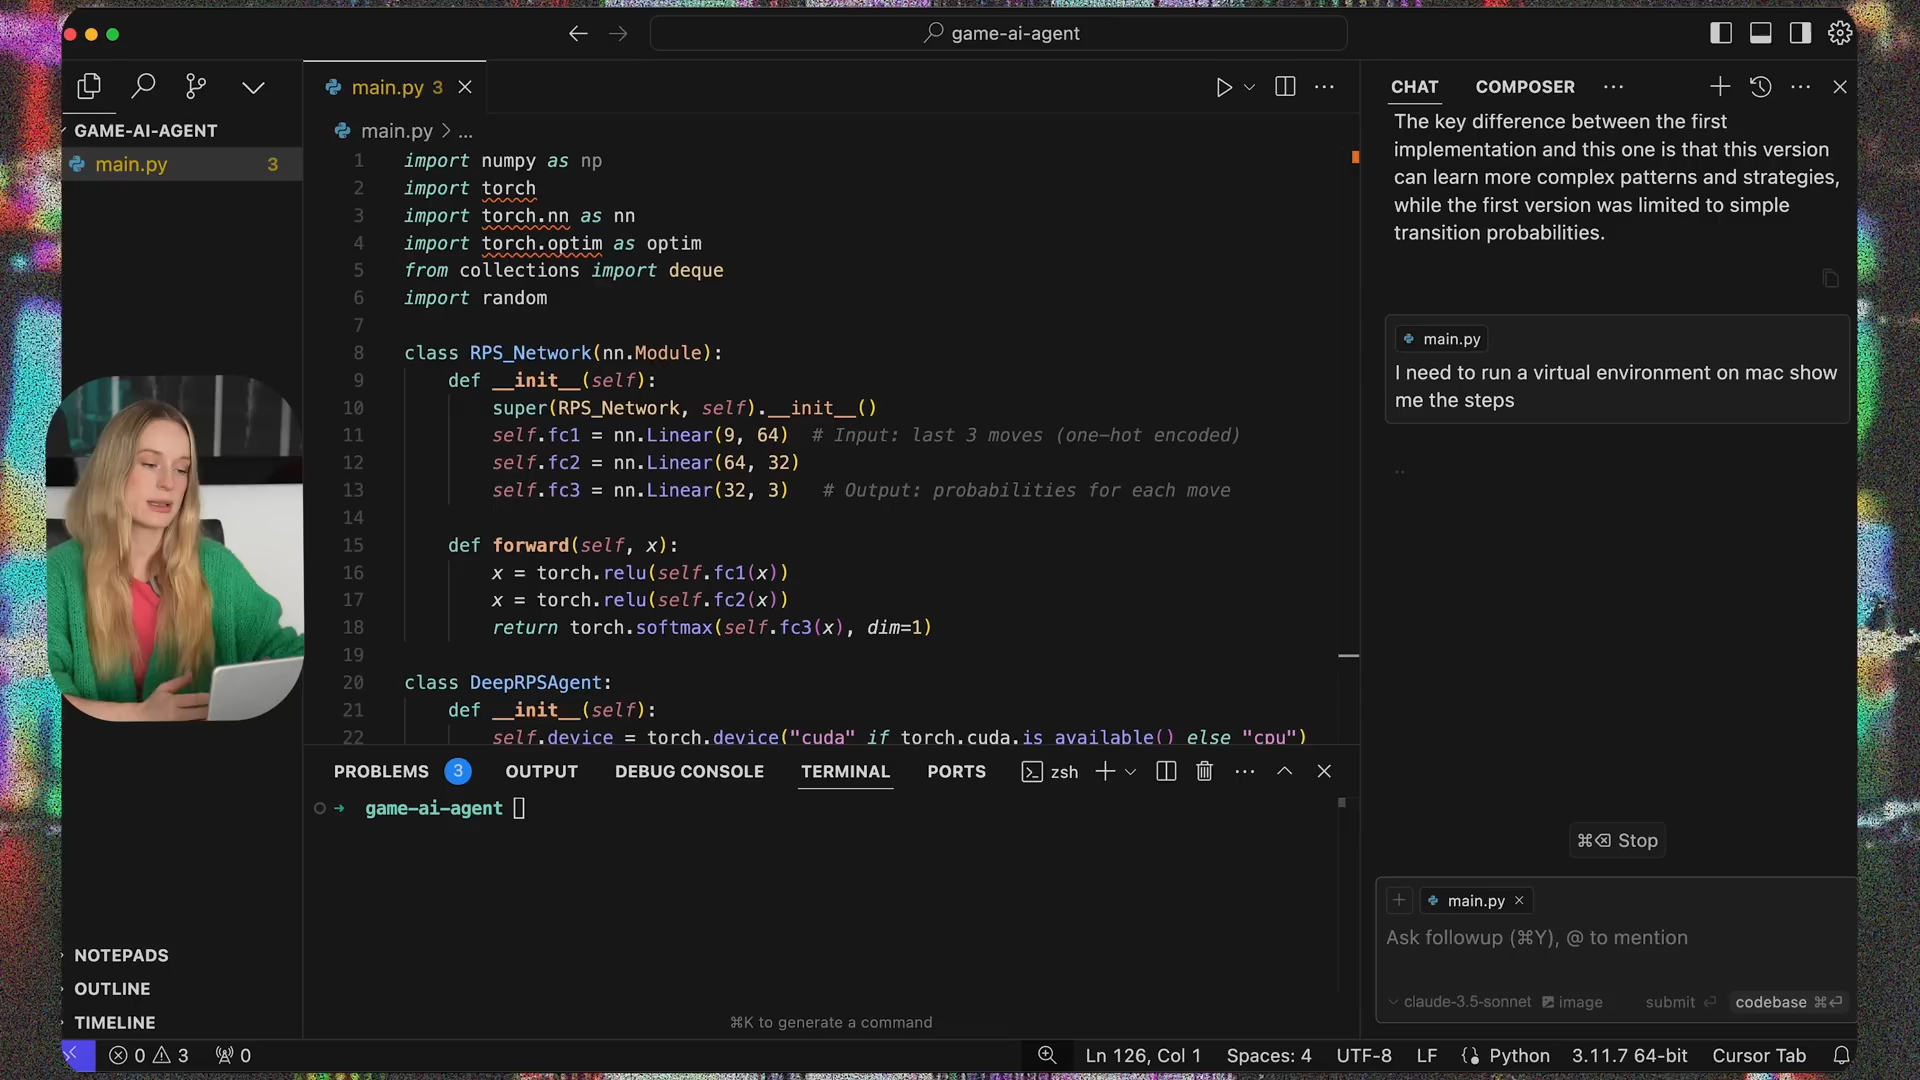 game-ai-agent
main.py 3
CHAT
COMPOSER
GAME-AI-AGENT
main.py 3
main.py > ...
1 import numpy as np
2 import torch
3 import torch.nn as nn
4 import torch.optim as optim
5 from collections import deque
6 import random
7
8 class RPS_Network(nn.Module):
9 def __init__(self):
10 super(RPS_Network, self).__init__()
11 self.fc1 = nn.Linear(9, 64) # Input: last 3 moves (one-hot encoded)
12 self.fc2 = nn.Linear(64, 32)
13 self.fc3 = nn.Linear(32, 3) # Output: probabilities for each move
14
15 def forward(self, x):
16 x = torch.relu(self.fc1(x))
17 x = torch.relu(self.fc2(x))
18 return torch.softmax(self.fc3(x), dim=1)
19
20 class DeepRPSAgent:
21 def __init__(self):
22 self.device = torch.device("cuda" if torch.cuda.is_available() else "cpu")
The key difference between the first
implementation and this one is that this version
can learn more complex patterns and strategies,
while the first version was limited to simple
transition probabilities.
main.py
I need to run a virtual environment on mac show
me the steps
..
⌘⌫ Stop
main.py ×
Ask followup (⌘Y), @ to mention
claude-3.5-sonnet image submit ⏎ codebase ⌘⏎
PROBLEMS 3 OUTPUT DEBUG CONSOLE TERMINAL PORTS zsh
→ game-ai-agent
⌘K to generate a command
NOTEPADS
OUTLINE
TIMELINE
0 3 0 Ln 126, Col 1 Spaces: 4 UTF-8 LF Python 3.11.7 64-bit Cursor Tab